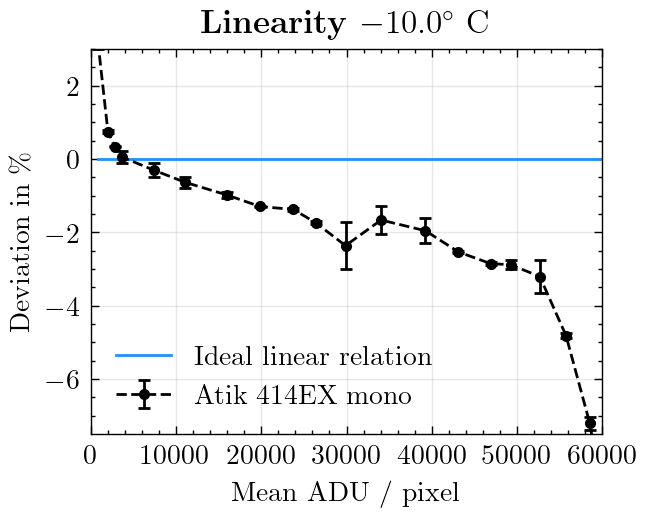 Linearity −10.0° C
2
0
−2
−4
−6
Deviation in %
Ideal linear relation
Atik 414EX mono
0 10000 20000 30000 40000 50000 60000
Mean ADU / pixel